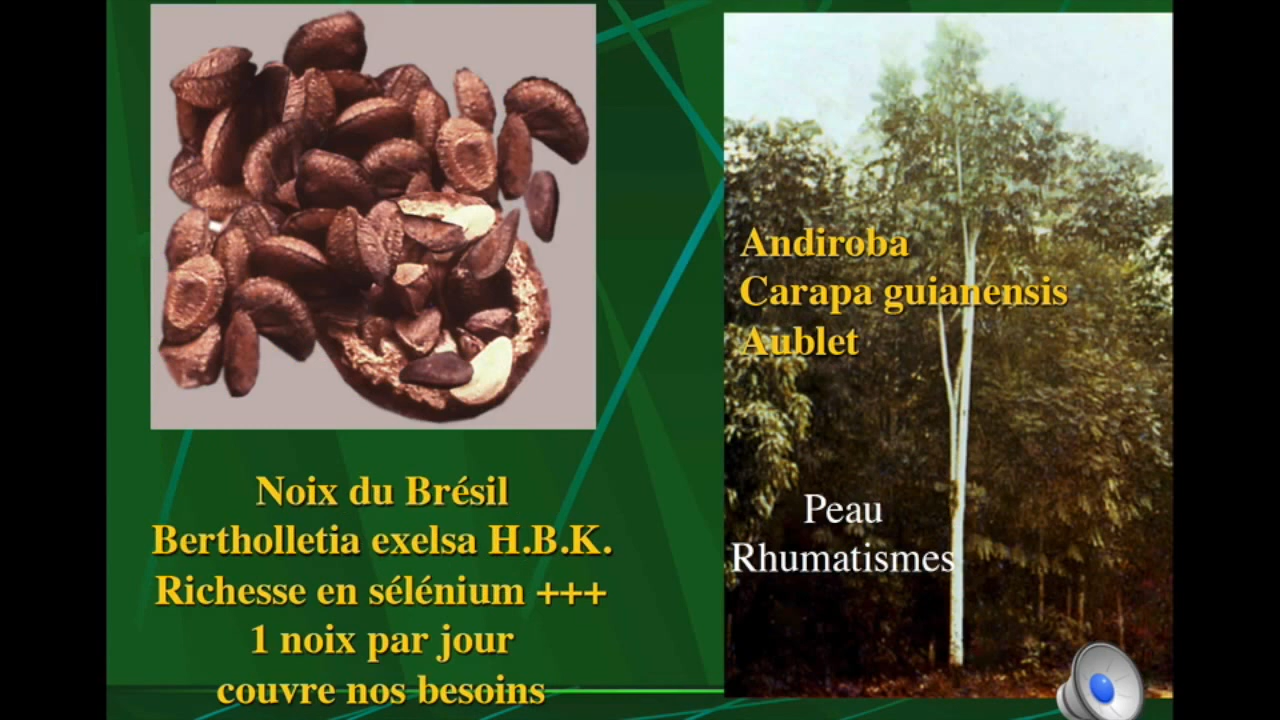 Noix du Brésil
Bertholletia exelsa H.B.K.
Richesse en sélénium +++
1 noix par jour
couvre nos besoins
Andiroba
Carapa guianensis
Aublet
Peau
Rhumatismes